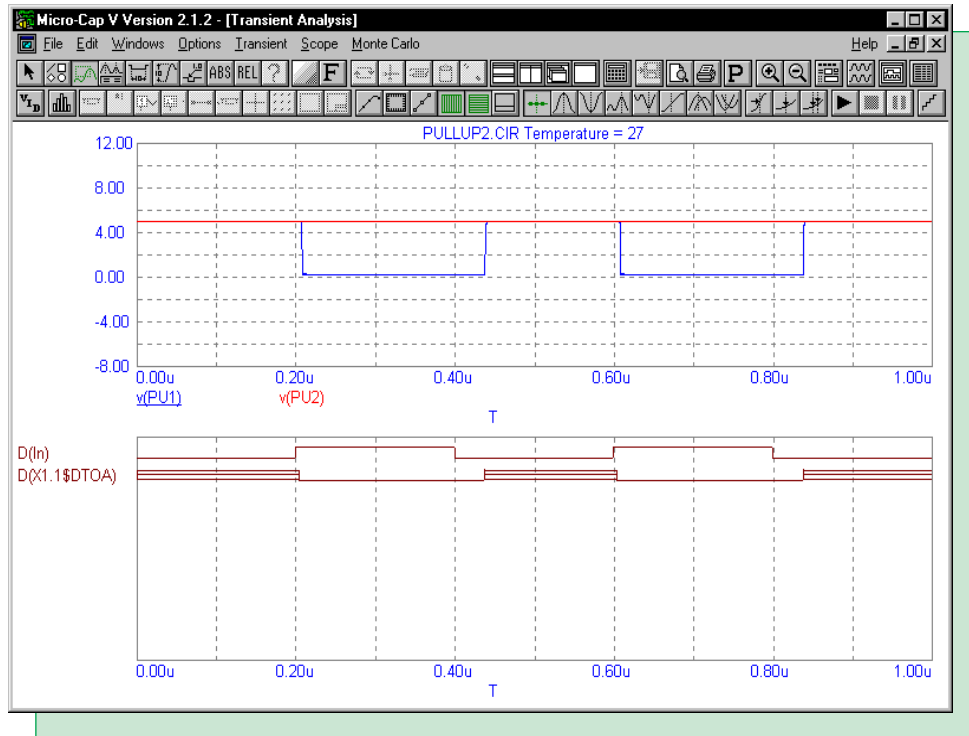 Micro-Cap V Version 2.1.2 - [Transient Analysis]
File Edit Windows Options Transient Scope Monte Carlo Help
ABS REL ? F P
V I D
PULLUP2.CIR Temperature = 27
12.00
8.00
4.00
0.00
-4.00
-8.00
0.00u 0.20u 0.40u 0.60u 0.80u 1.00u
v(PU1) v(PU2)
T
D(In)
D(X1.1$DTOA)
0.00u 0.20u 0.40u 0.60u 0.80u 1.00u
T